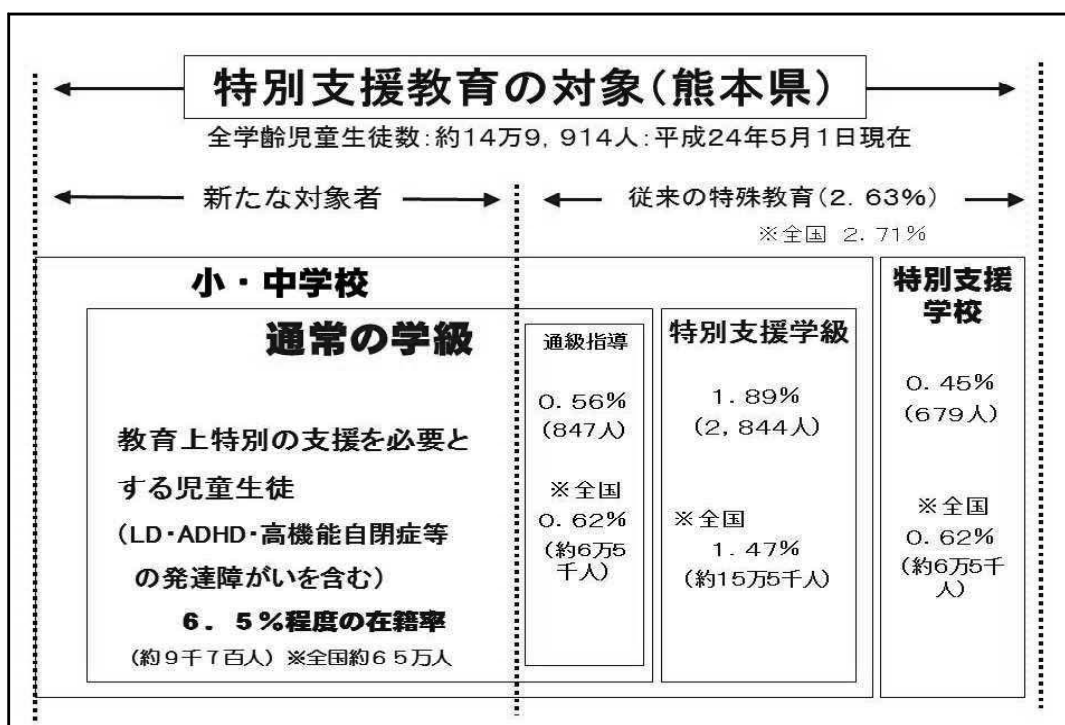 特別支援教育の対象(熊本県)
全学齢児童生徒数:約14万9,914人:平成24年5月1日現在
新たな対象者
従来の特殊教育(2.63%)
※全国 2.71%
小・中学校
通常の学級
教育上特別の支援を必要と
する児童生徒
(LD・ADHD・高機能自閉症等
の発達障がいを含む)
6.5%程度の在籍率
(約9千7百人) ※全国約65万人
通級指導
0.56%
(847人)
※全国
0.62%
(約6万5
千人)
特別支援学級
1.89%
(2,844人)
※全国
1.47%
(約15万5千人)
特別支援
学校
0.45%
(679人)
※全国
0.62%
(約6万5千
人)